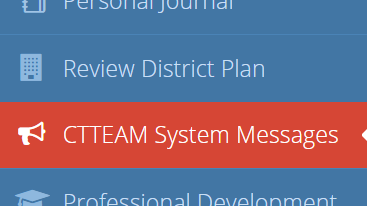 Personal Journal
Review District Plan
CTTEAM System Messages
Professional Development